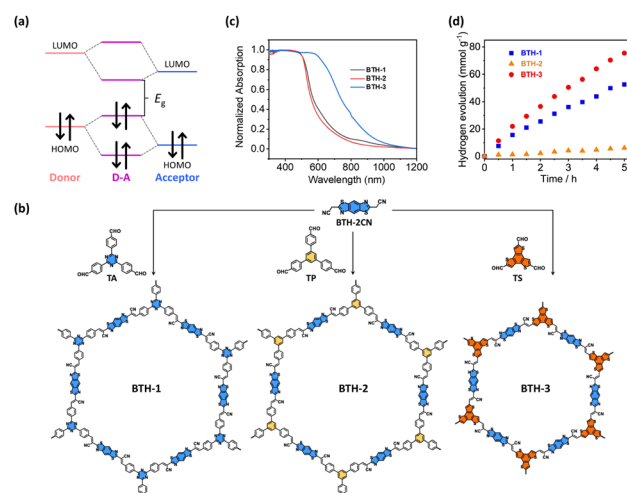 (a)
LUMO
LUMO
Eg
HOMO
HOMO
Donor
D-A
Acceptor
(c)
Normalized Absorption
1.0
0.8
0.6
0.4
0.2
0.0
BTH-1
BTH-2
BTH-3
400
600
800
1000
1200
Wavelength (nm)
(d)
Hydrogen evolution (mmol g-1)
80
60
40
20
0
BTH-1
BTH-2
BTH-3
0
1
2
3
4
5
Time / h
(b)
NC
CN
BTH-2CN
CHO
OHC
CHO
TA
CHO
OHC
CHO
TP
CHO
OHC
CHO
TS
BTH-1
BTH-2
BTH-3